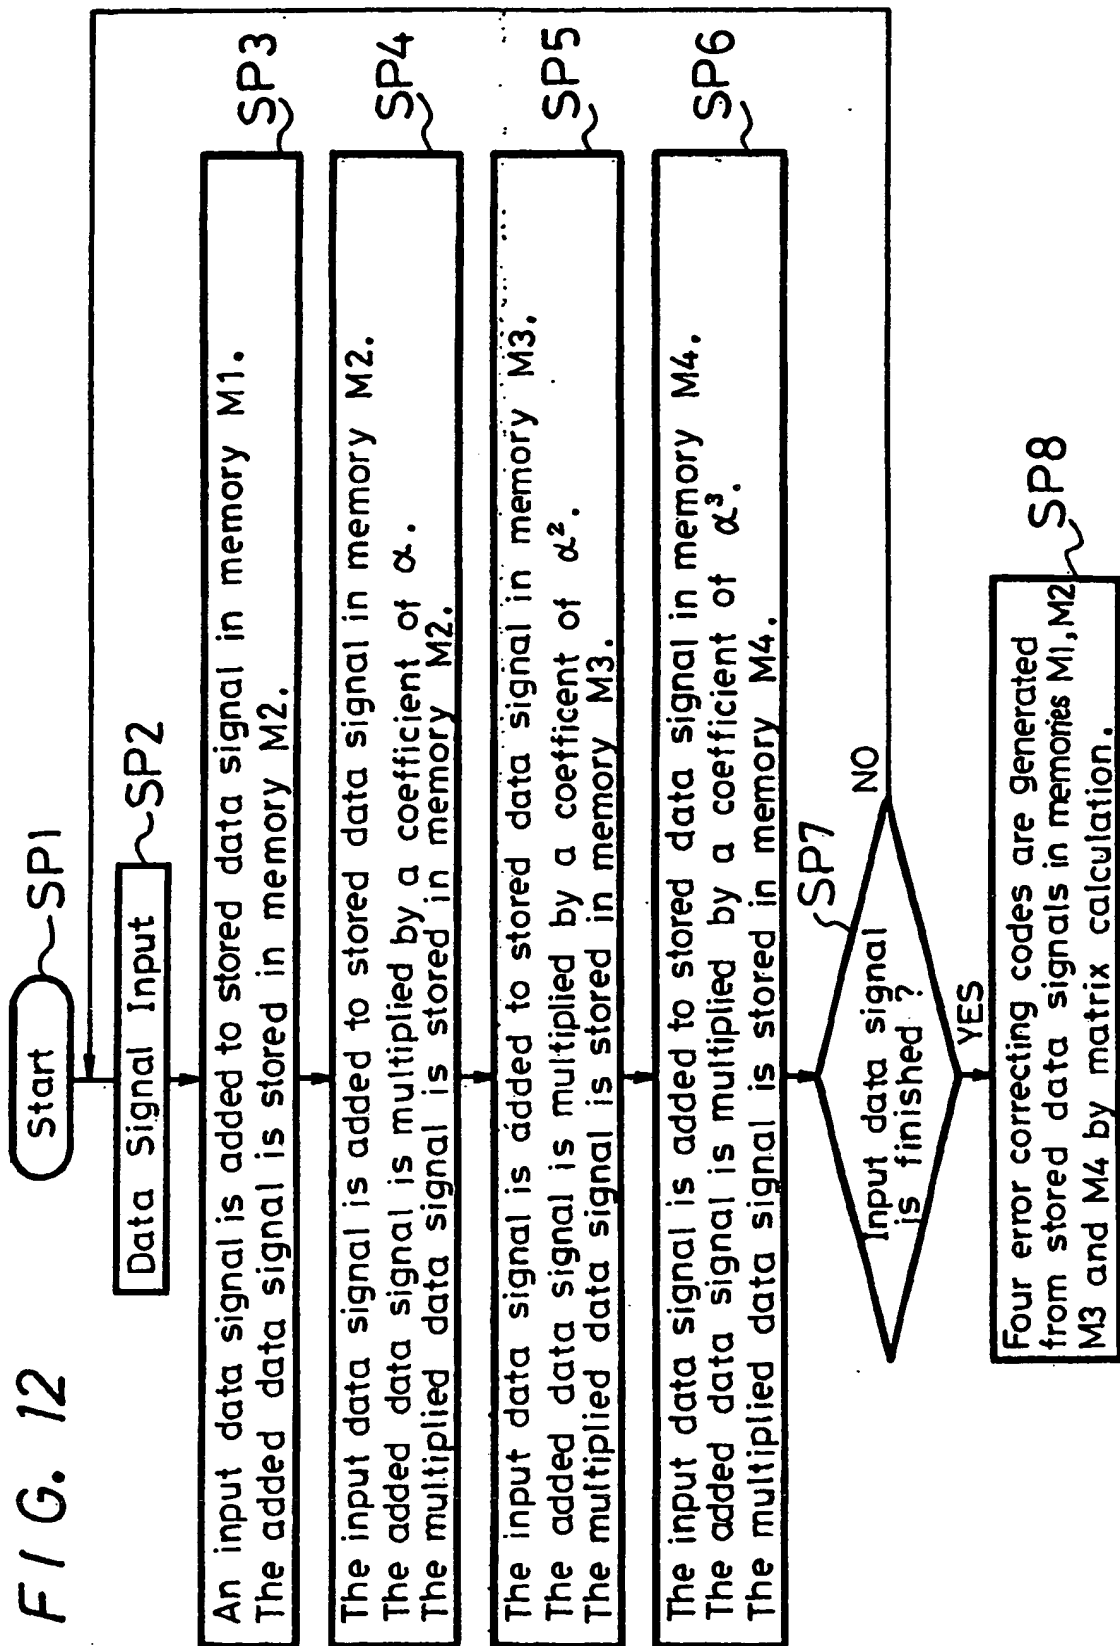 FIG. 12
Start
SP1
Data Signal Input
SP2
An input data signal is added to stored data signal in memory M1.
The added data signal is stored in memory M2.
SP3
The input data signal is added to stored data signal in memory M2.
The added data signal is multiplied by a coefficient of α.
The multiplied data signal is stored in memory M2.
SP4
The input data signal is added to stored data signal in memory M3.
The added data signal is multiplied by a coefficent of α².
The multiplied data signal is stored in memory M3.
SP5
The input data signal is added to stored data signal in memory M4.
The added data signal is multiplied by a coefficient of α³.
The multiplied data signal is stored in memory M4.
SP6
Input data signal
is finished ?
SP7
NO
YES
Four error correcting codes are generated
from stored data signals in memories M1, M2
M3 and M4 by matrix calculation.
SP8